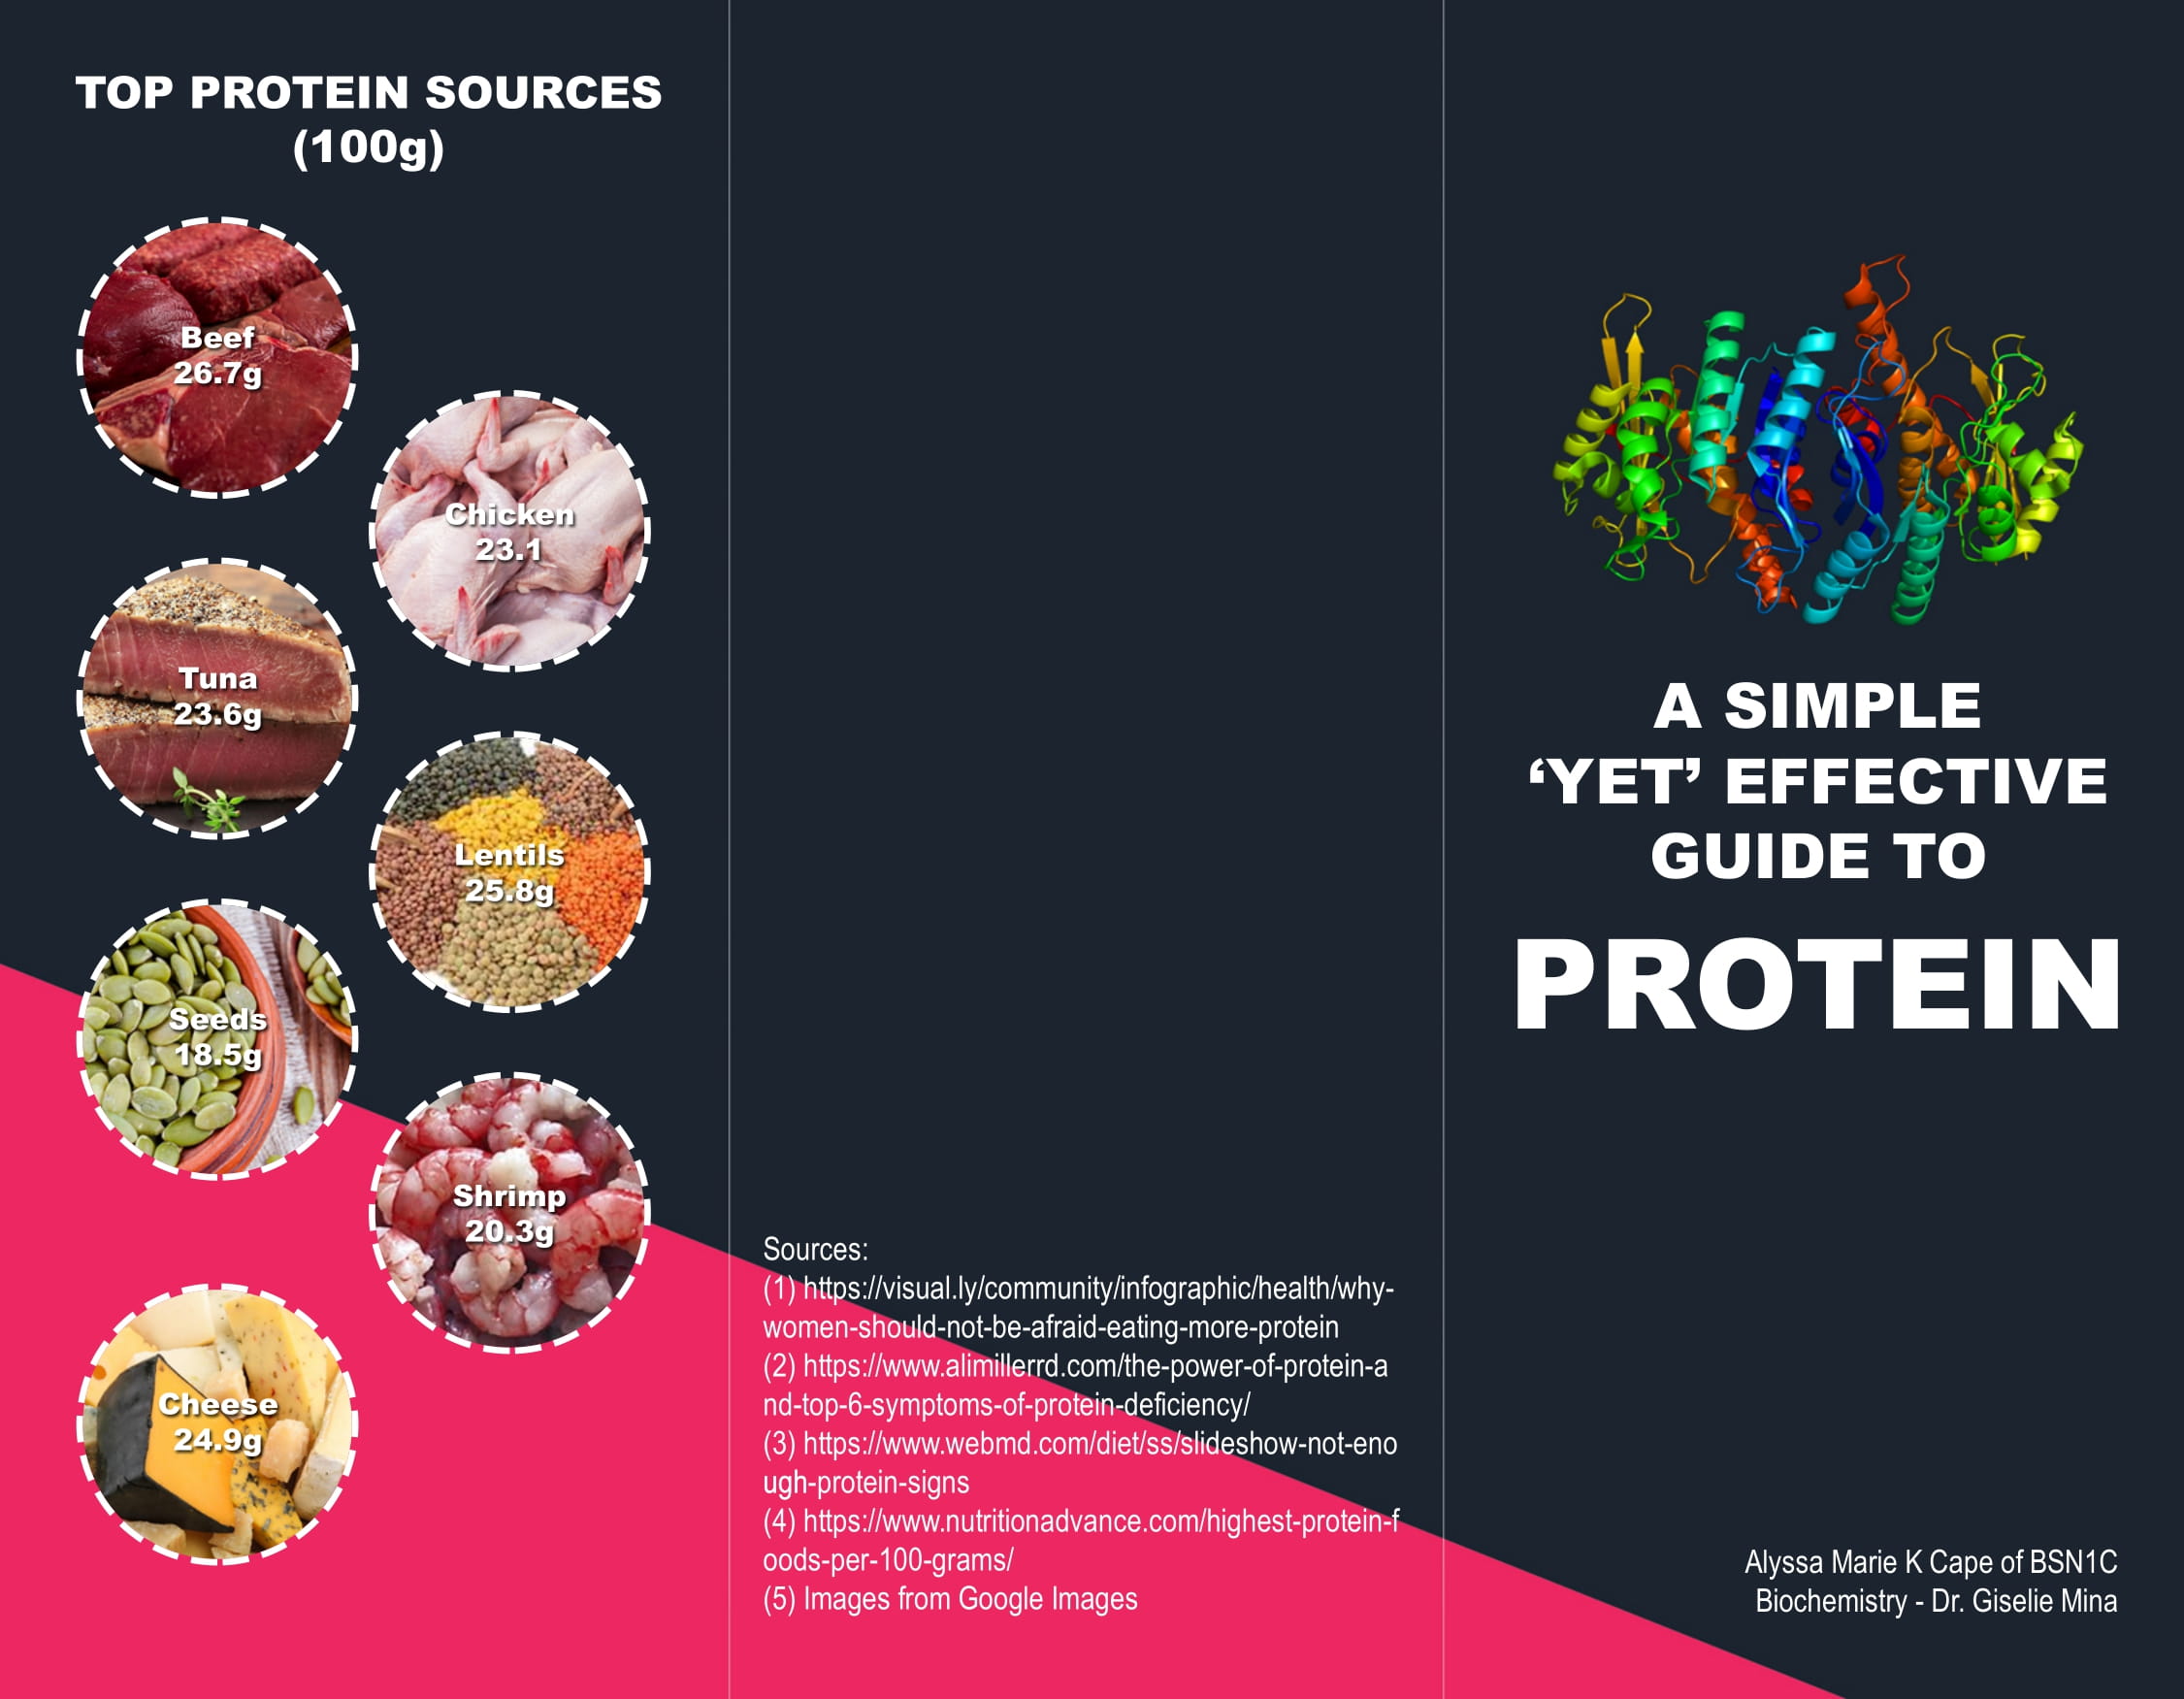 TOP PROTEIN SOURCES
(100g)
Beef
26.7g
Chicken
23.1
Tuna
23.6g
Lentils
25.8g
Seeds
18.5g
Shrimp
20.3g
Cheese
24.9g
Sources:
(1) https://visual.ly/community/infographic/health/why-
women-should-not-be-afraid-eating-more-protein
(2) https://www.alimillerrd.com/the-power-of-protein-a
nd-top-6-symptoms-of-protein-deficiency/
(3) https://www.webmd.com/diet/ss/slideshow-not-eno
ugh-protein-signs
(4) https://www.nutritionadvance.com/highest-protein-f
oods-per-100-grams/
(5) Images from Google Images
A SIMPLE
‘YET’ EFFECTIVE
GUIDE TO
PROTEIN
Alyssa Marie K Cape of BSN1C
Biochemistry - Dr. Giselie Mina